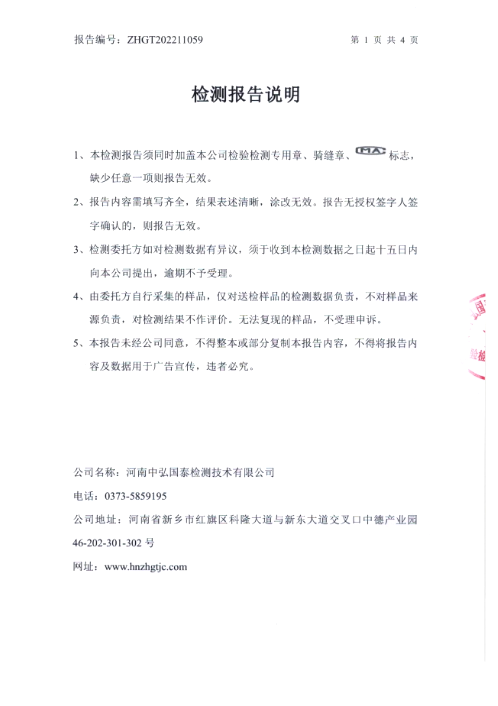 报告编号：ZHGT202211059
第 1 页 共 4 页
检测报告说明
1、本检测报告须同时加盖本公司检验检测专用章、骑缝章、MA 标志，
缺少任意一项则报告无效。
2、报告内容需填写齐全，结果表述清晰，涂改无效。报告无授权签字人签
字确认的，则报告无效。
3、检测委托方如对检测数据有异议，须于收到本检测数据之日起十五日内
向本公司提出，逾期不予受理。
4、由委托方自行采集的样品，仅对送检样品的检测数据负责，不对样品来
源负责，对检测结果不作评价。无法复现的样品，不受理申诉。
5、本报告未经公司同意，不得整本或部分复制本报告内容，不得将报告内
容及数据用于广告宣传，违者必究。
公司名称：河南中弘国泰检测技术有限公司
电话：0373-5859195
公司地址：河南省新乡市红旗区科隆大道与新东大道交叉口中德产业园
46-202-301-302 号
网址：www.hnzhgtjc.com